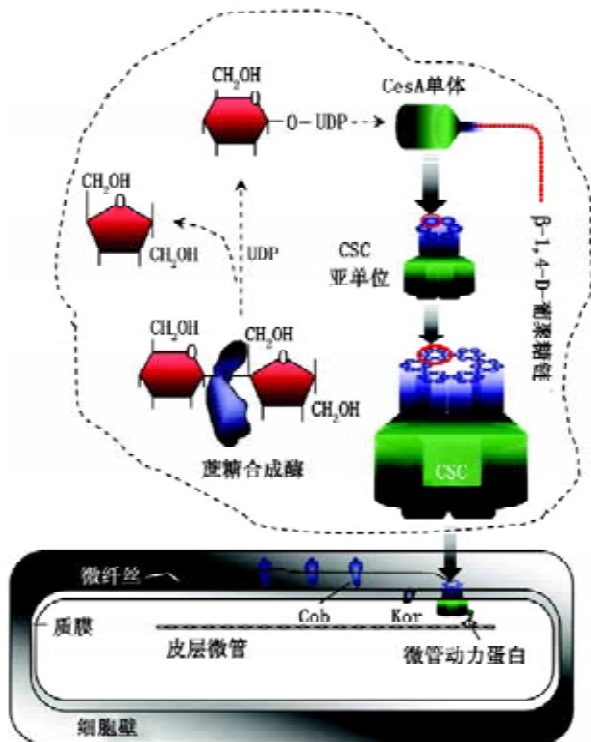 CH₂OH
O
O-UDP
CesA单体
CH₂OH
O
CH₂OH
UDP
CSC
亚单位
β-1,4-D-葡聚糖链
CH₂OH
O
CH₂OH
O
CH₂OH
蔗糖合成酶
CSC
微纤丝
Cob
Kor
质膜
皮层微管
微管动力蛋白
细胞壁